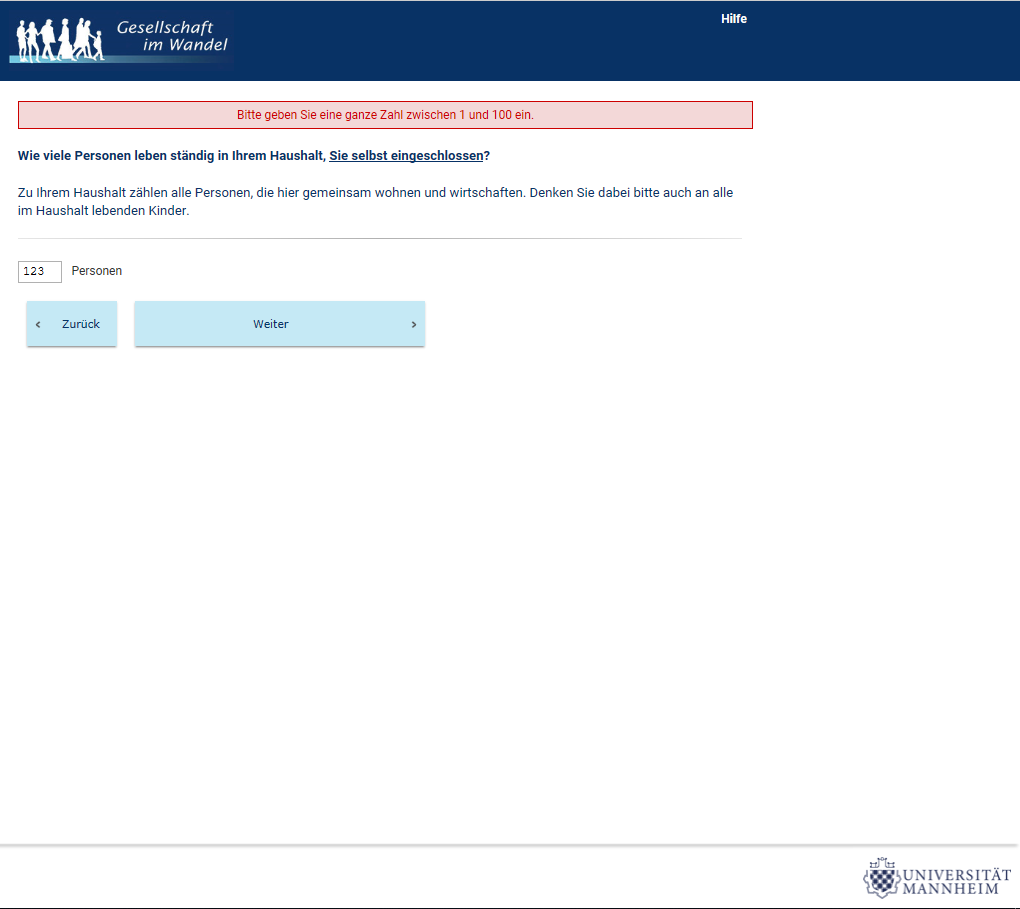 Gesellschaft
im Wandel
Hilfe
Bitte geben Sie eine ganze Zahl zwischen 1 und 100 ein.
Wie viele Personen leben ständig in Ihrem Haushalt, Sie selbst eingeschlossen?
Zu Ihrem Haushalt zählen alle Personen, die hier gemeinsam wohnen und wirtschaften. Denken Sie dabei bitte auch an alle
im Haushalt lebenden Kinder.
123 Personen
‹ Zurück Weiter ›
UNIVERSITÄT
MANNHEIM